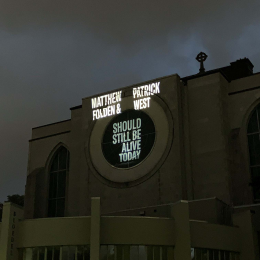 MATTHEW PATRICK
FOLDEN & WEST
SHOULD
STILL BE
ALIVE
TODAY